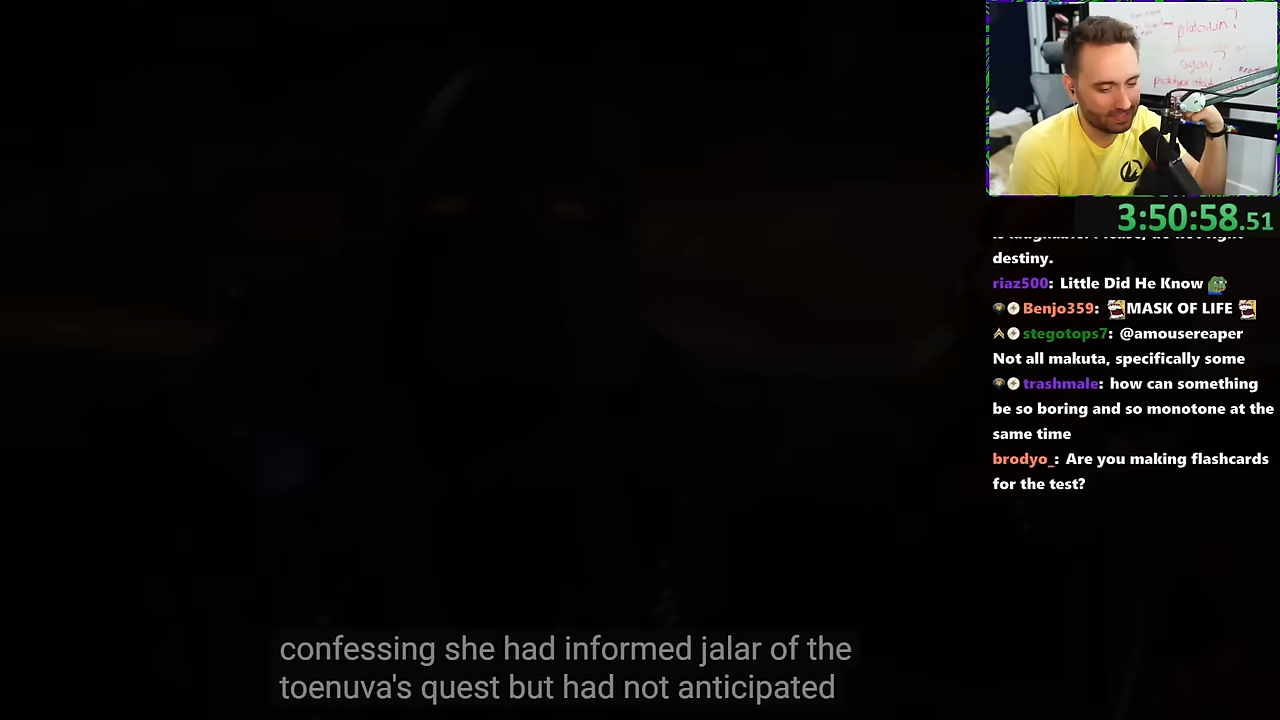 platoiun?
agoni?
3:50:58.51
destiny.
riaz500: Little Did He Know
Benjo359: MASK OF LIFE
stegotops7: @amousereaper
Not all makuta, specifically some
trashmale: how can something
be so boring and so monotone at the
same time
brodyo_: Are you making flashcards
for the test?
confessing she had informed jalar of the
toenuva's quest but had not anticipated